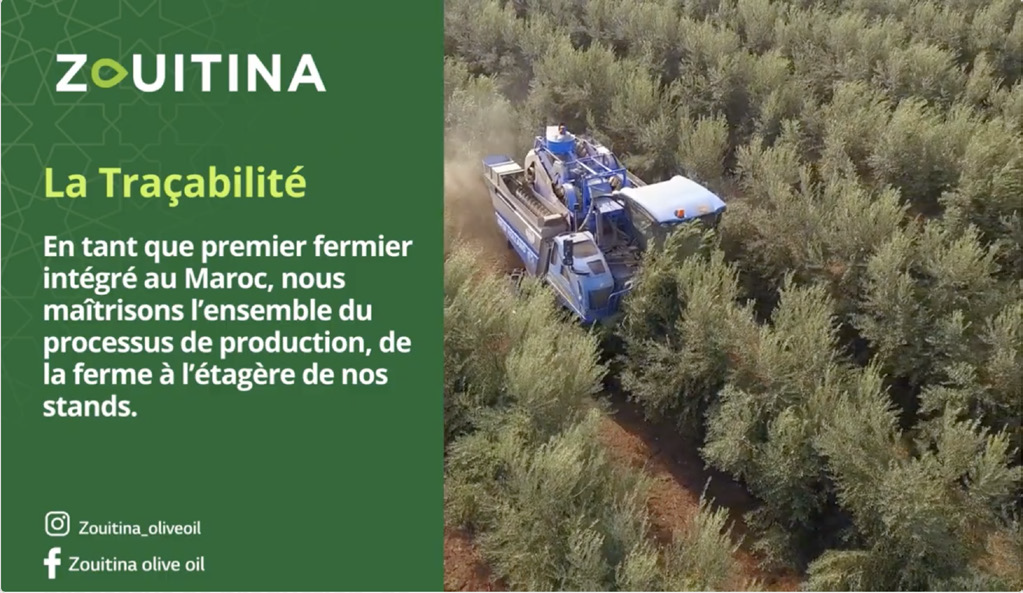 ZOUITINA
La Traçabilité
En tant que premier fermier
intégré au Maroc, nous
maîtrisons l’ensemble du
processus de production, de
la ferme à l’étagère de nos
stands.
Zouitina_oliveoil
Zouitina olive oil